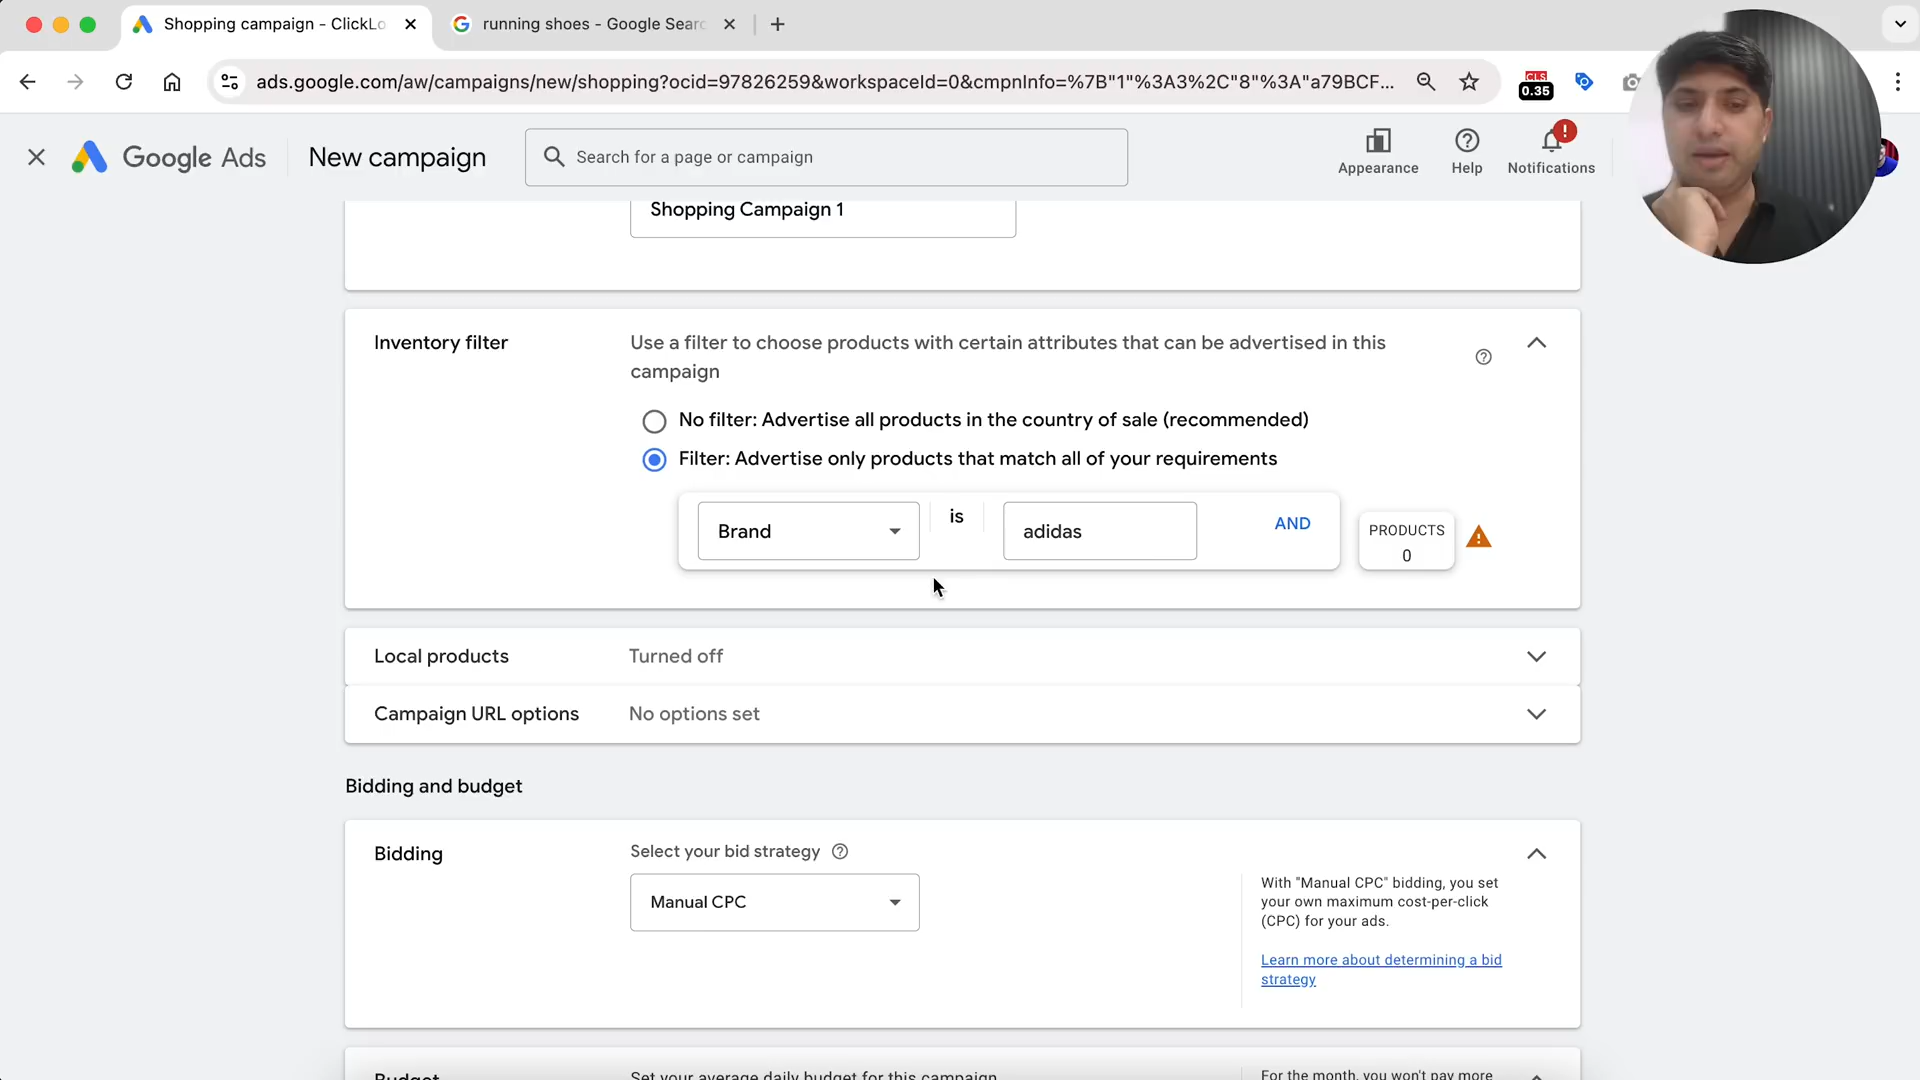 Shopping campaign - ClickLo
running shoes - Google Sear
ads.google.com/aw/campaigns/new/shopping?ocid=97826259&workspaceId=0&cmpnInfo=%7B"1"%3A3%2C"8"%3A"a79BCF...
CLS
0.35
Google Ads
New campaign
Search for a page or campaign
Appearance
Help
Notifications
Shopping Campaign 1
Inventory filter
Use a filter to choose products with certain attributes that can be advertised in this
campaign
No filter: Advertise all products in the country of sale (recommended)
Filter: Advertise only products that match all of your requirements
Brand
is
adidas
AND
PRODUCTS
0
Local products
Turned off
Campaign URL options
No options set
Bidding and budget
Bidding
Select your bid strategy
Manual CPC
With "Manual CPC" bidding, you set
your own maximum cost-per-click
(CPC) for your ads.
Learn more about determining a bid
strategy
Budget
Set your average daily budget for this campaign
For the month, you won't pay more